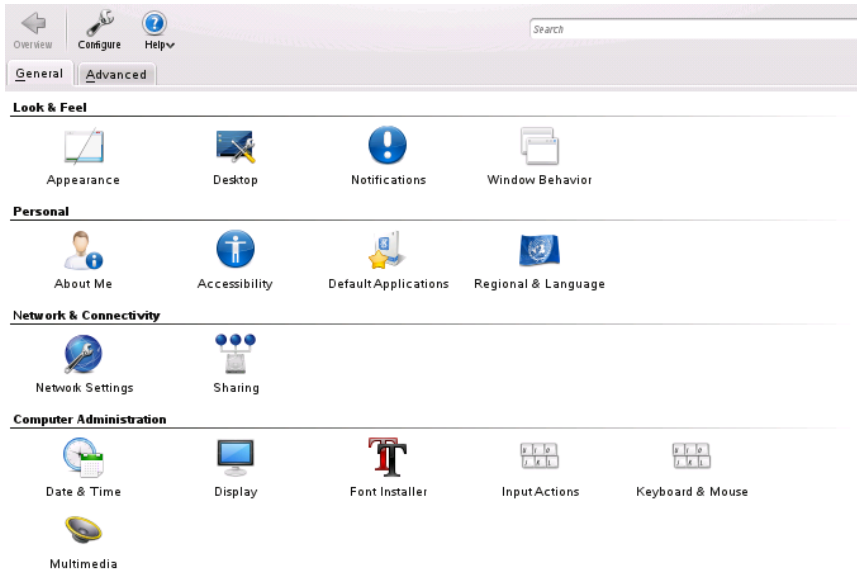 Overview Configure Help Search
General Advanced
Look & Feel
Appearance Desktop Notifications Window Behavior
Personal
About Me Accessibility Default Applications Regional & Language
Network & Connectivity
Network Settings Sharing
Computer Administration
Date & Time Display Font Installer Input Actions Keyboard & Mouse
Multimedia